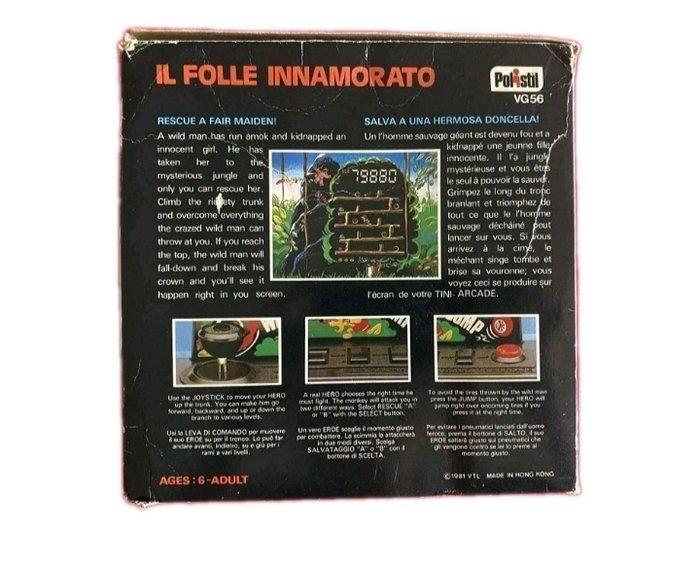 IL FOLLE INNAMORATO
Polistil
VG56
RESCUE A FAIR MAIDEN!
A wild man has run amok and kidnapped an
innocent girl. He has
taken her to the
mysterious jungle and
only you can rescue her.
Climb the rickety trunk
and overcome everything
the crazed wild man can
throw at you. If you reach
the top, the wild man will
fall-down and break his
crown and you'll see it
happen right in you screen.
79880
SALVA A UNA HERMOSA DONCELLA!
Un l'homme sauvage géant est devenu fou et a
kidnappé une jeunne fille
innocente. Il l'a jungle
mystérieuse et vous êtes
le seul à pouvoir la sauver.
Grimpez le long du tronc
branlant et triomphez de
tout ce que le l'homme
sauvage déchâiné peut
lancer sur vous. Si vous
arrivez à la cime, le
méchant singe tombe et
brise sa vouronne; vous
voyez ceci se produire sur
l'écran de votre TINI-ARCADE.
Use the JOYSTICK to move your HERO
up the trunk. You can make him go
forward, backward, and up or down the
branch to various levels.
Usi la LEVA DI COMANDO per muovere
il suo EROE su per il tronco. Lo può far
andare avanti, indietro, su e giù per i
rami a vari livelli.
A real HERO chooses the right time he
must fight. The monkey will attack you in
two different ways. Select RESCUE "A"
or "B" with the SELECT button.
Un vero EROE sceglie il momento giusto
per combattere. La scimmia lo attaccherà
in due modi diversi. Scelga
SALVATAGGIO "A" o "B" con il
bottone di SCELTA.
To avoid the tires thrown by the wild man
press the JUMP button, your HERO will
jump right over oncoming tires if you
press it at the right time.
Per evitare i pneumatici lanciati dall'uomo
feroce, prema il bottone di SALTO, il suo
EROE salterà giusto sui pneumatici che
gli vengono contro se lei lo preme al
momento giusto.
AGES : 6-ADULT
©1981 VTL MADE IN HONG KONG